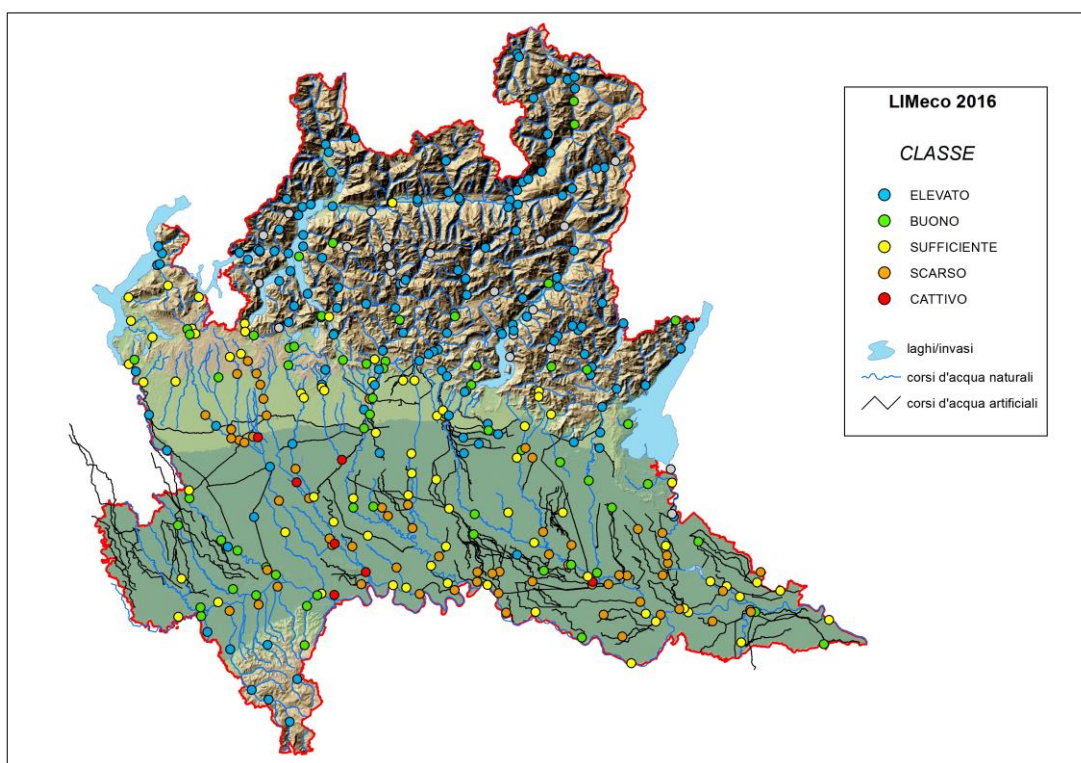 LIMeco 2016
CLASSE
ELEVATO
BUONO
SUFFICIENTE
SCARSO
CATTIVO
laghi/invasi
corsi d'acqua naturali
corsi d'acqua artificiali